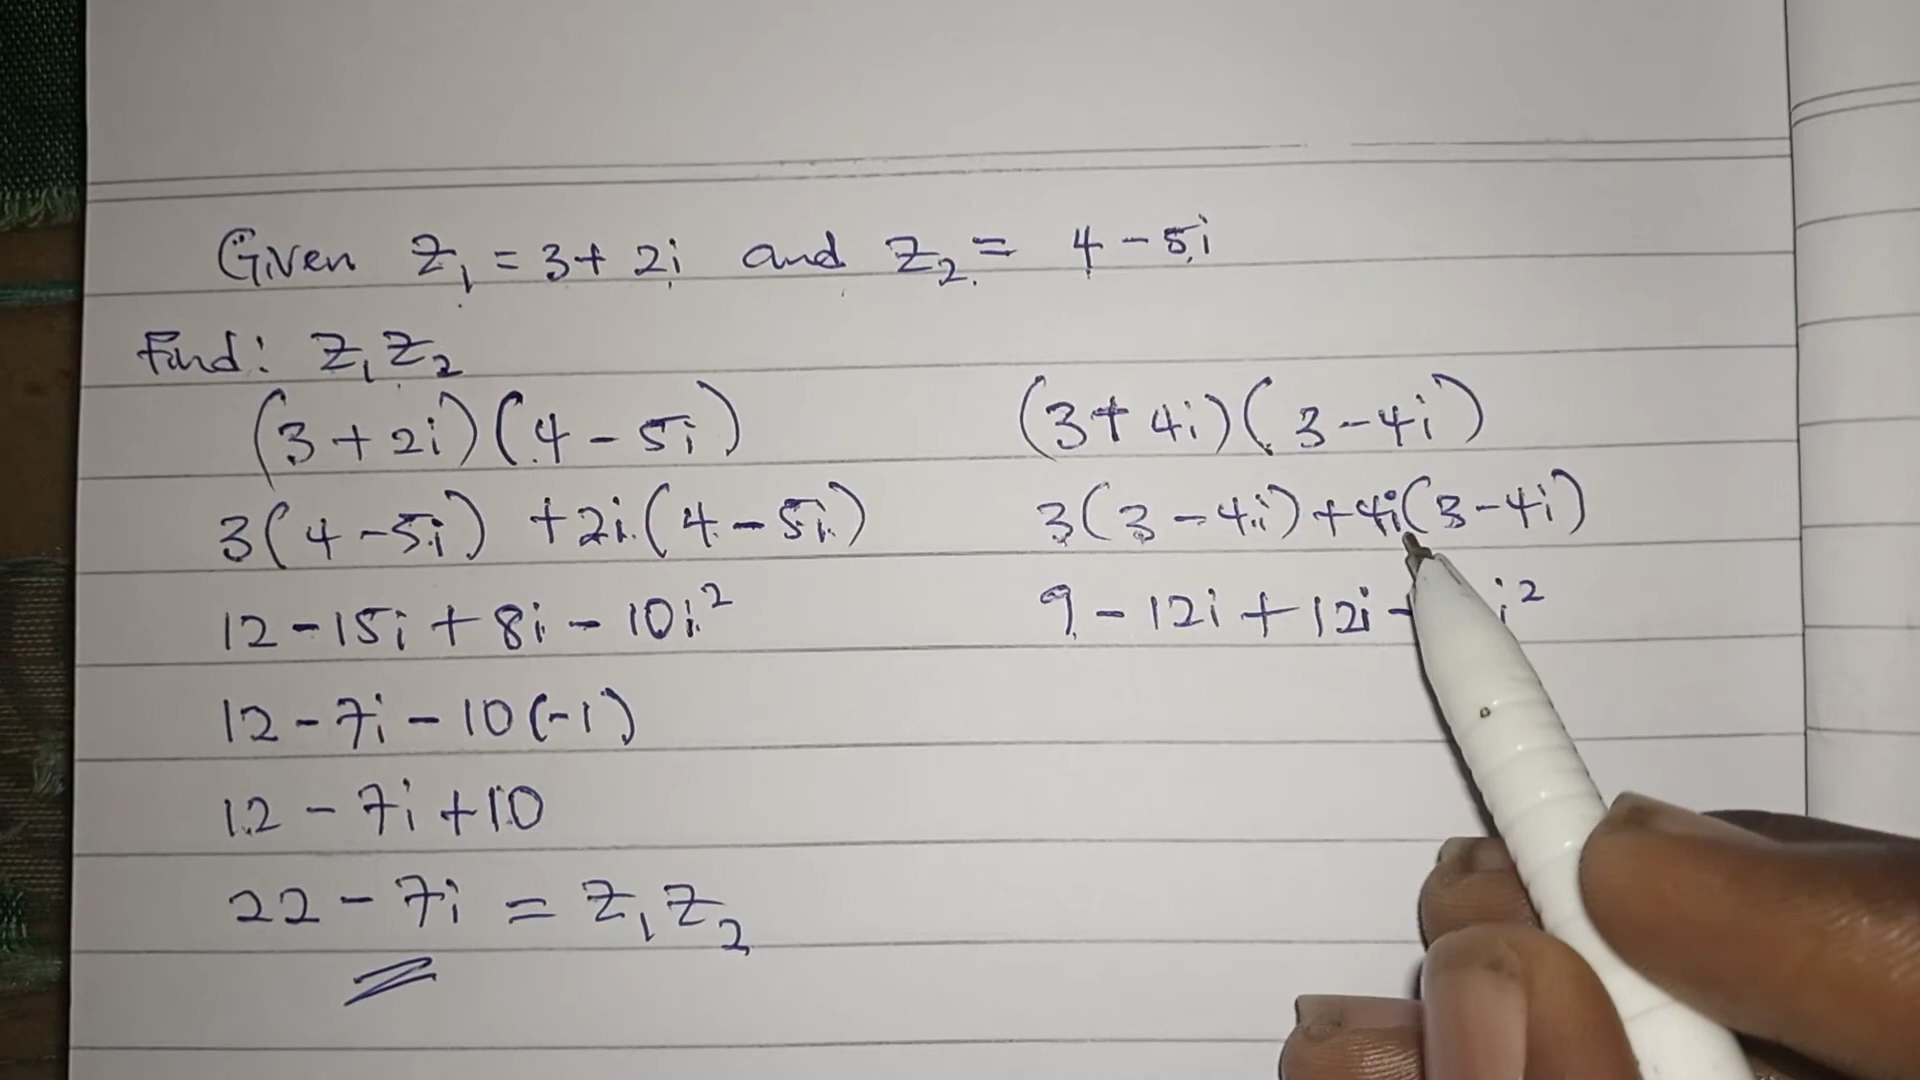 Given z₁ = 3 + 2i and z₂ = 4 - 5i
Find: z₁z₂
(3 + 2i)(4 - 5i)
3(4 - 5i) + 2i(4 - 5i)
12 - 15i + 8i - 10i²
12 - 7i - 10(-1)
12 - 7i + 10
22 - 7i = z₁z₂
(3 + 4i)(3 - 4i)
3(3 - 4i) + 4i(3 - 4i)
9 - 12i + 12i - i²